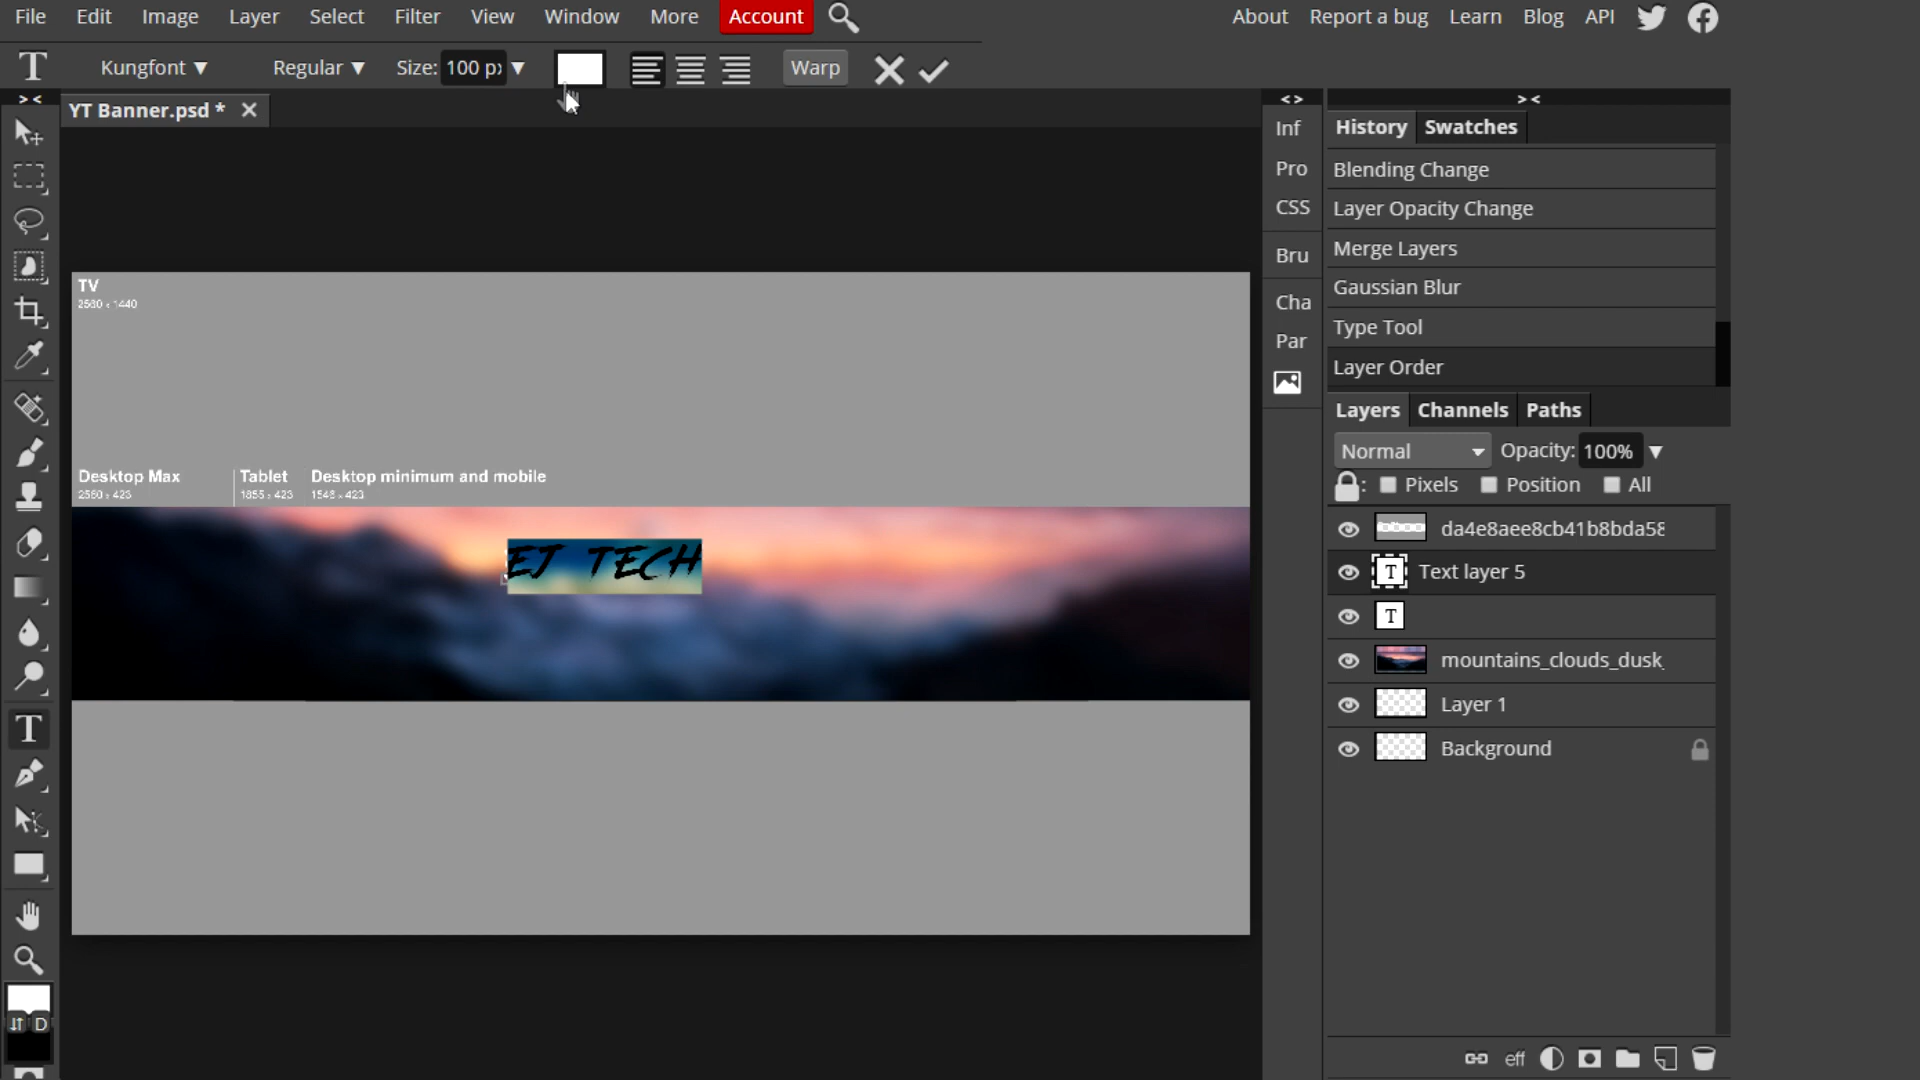 File Edit Image Layer Select Filter View Window More Account About Report a bug Learn Blog API
T Kungfont ▼ Regular ▼ Size: 100 p ▼ Warp
> < < > > <
YT Banner.psd * ✕
Inf
Pro
CSS
Bru
Cha
Par
History Swatches
Blending Change
Layer Opacity Change
Merge Layers
Gaussian Blur
Type Tool
Layer Order
Layers Channels Paths
Normal Opacity: 100% ▼
: Pixels Position All
da4e8aee8cb41b8bda58
T Text layer 5
T
mountains_clouds_dusk_
Layer 1
Background
eff
TV
2560 x 1440
Desktop Max Tablet Desktop minimum and mobile
2560 x 423 1855 x 423 1546 x 423
EJ TECH
T
D